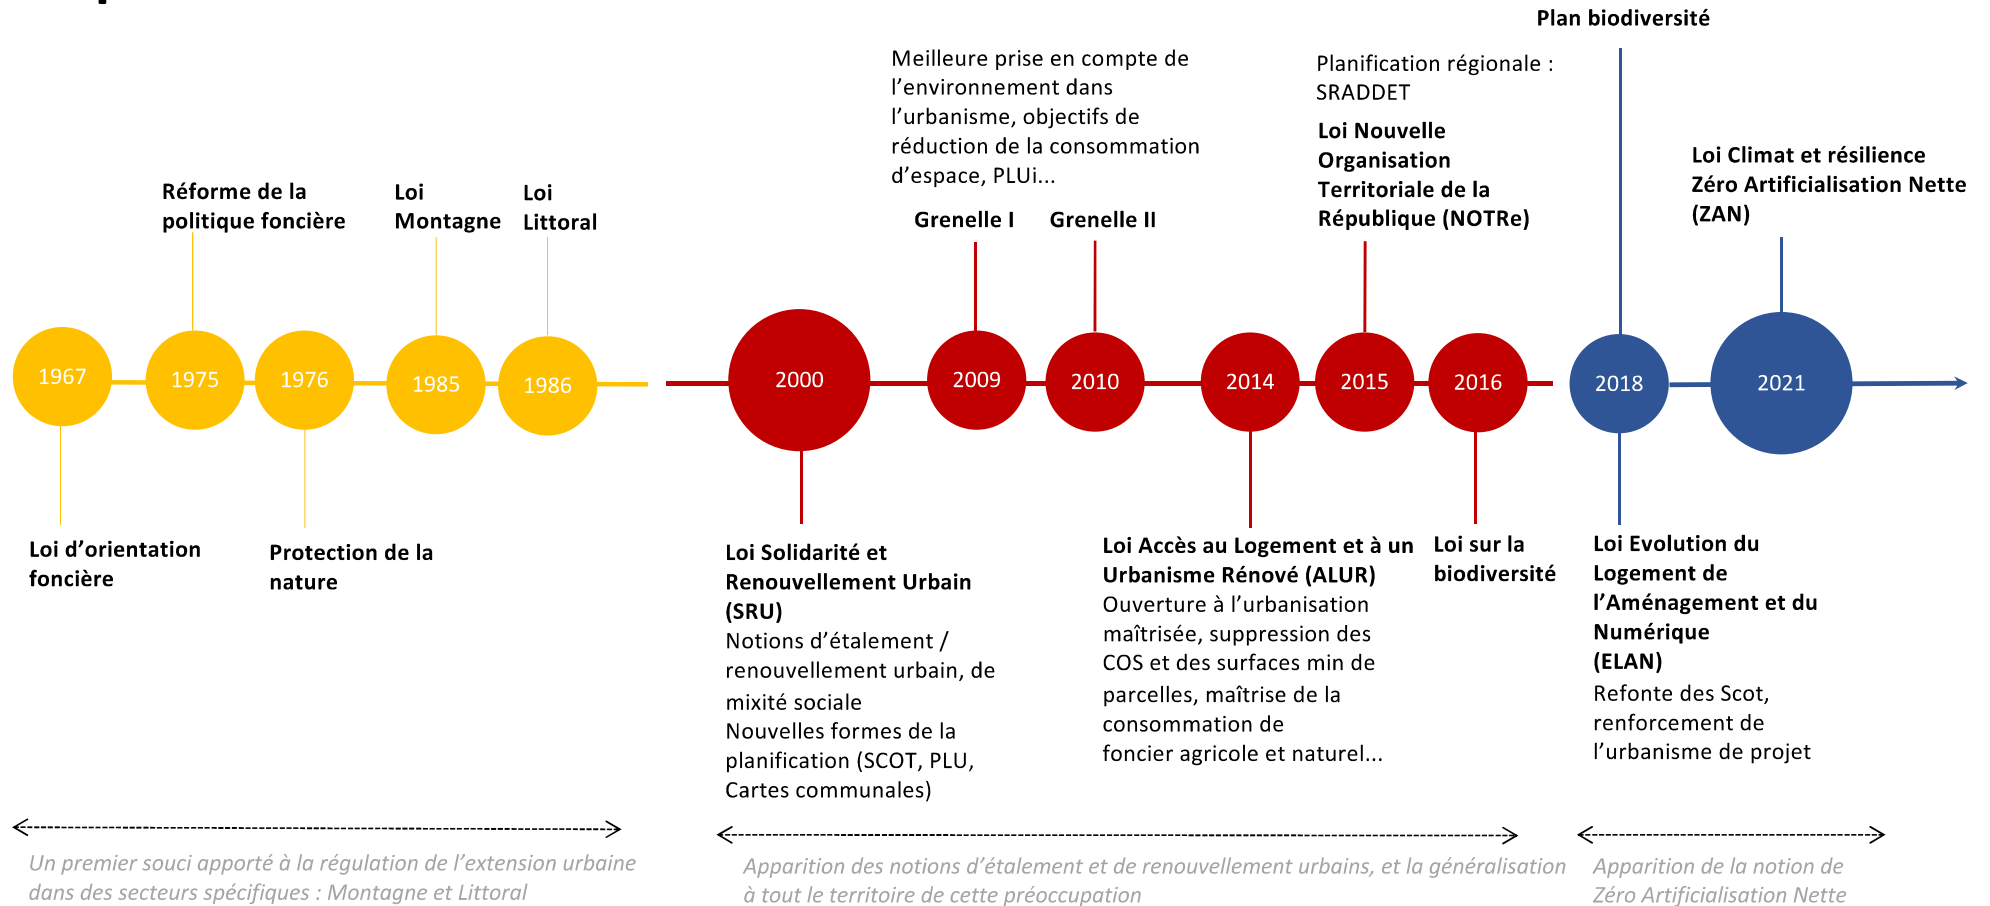 Plan biodiversité
Meilleure prise en compte de
l’environnement dans
l’urbanisme, objectifs de
réduction de la consommation
d’espace, PLUi...
Planification régionale :
SRADDET
Loi Nouvelle
Organisation
Territoriale de la
République (NOTRe)
Loi Climat et résilience
Zéro Artificialisation Nette
(ZAN)
Réforme de la
politique foncière
Loi
Montagne
Loi
Littoral
Grenelle I
Grenelle II
1967
1975
1976
1985
1986
2000
2009
2010
2014
2015
2016
2018
2021
Loi d’orientation
foncière
Protection de la
nature
Loi Solidarité et
Renouvellement Urbain
(SRU)
Notions d’étalement /
renouvellement urbain, de
mixité sociale
Nouvelles formes de la
planification (SCOT, PLU,
Cartes communales)
Loi Accès au Logement et à un
Urbanisme Rénové (ALUR)
Ouverture à l’urbanisation
maîtrisée, suppression des
COS et des surfaces min de
parcelles, maîtrise de la
consommation de
foncier agricole et naturel...
Loi sur la
biodiversité
Loi Evolution du
Logement de
l’Aménagement et du
Numérique
(ELAN)
Refonte des Scot,
renforcement de
l’urbanisme de projet
Un premier souci apporté à la régulation de l’extension urbaine
dans des secteurs spécifiques : Montagne et Littoral
Apparition des notions d’étalement et de renouvellement urbains, et la généralisation
à tout le territoire de cette préoccupation
Apparition de la notion de
Zéro Artificialisation Nette